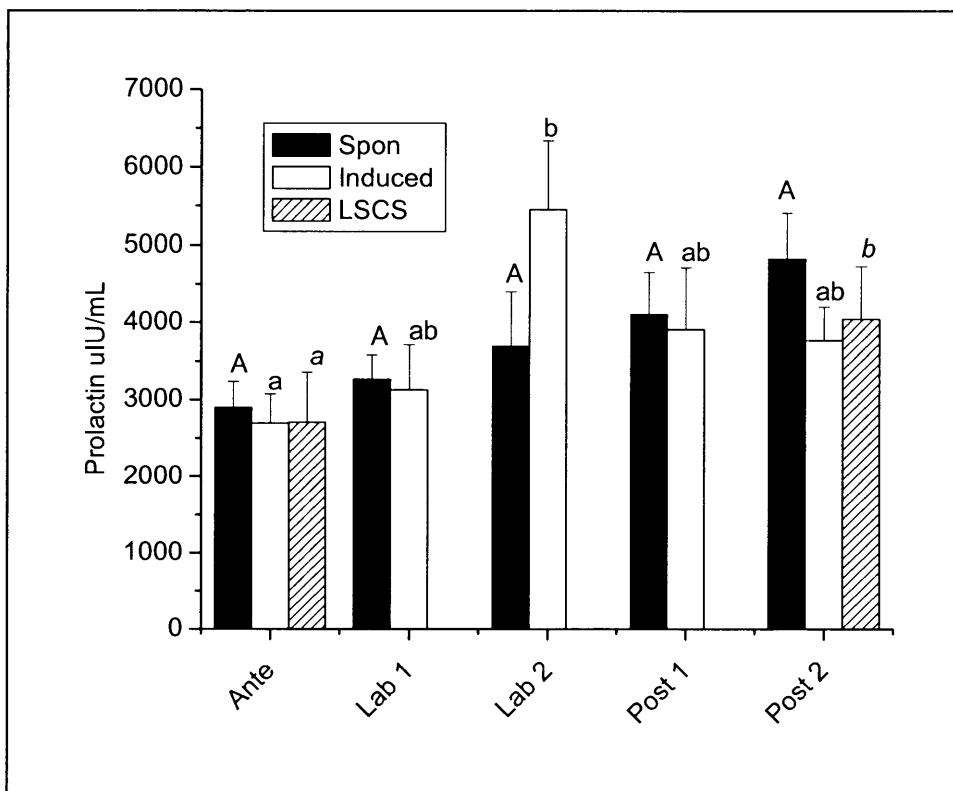 7000
6000
5000
4000
3000
2000
1000
0
Prolactin uIU/mL
Spon
Induced
LSCS
A
a
a
A
ab
A
b
A
ab
A
ab
b
Ante
Lab 1
Lab 2
Post 1
Post 2